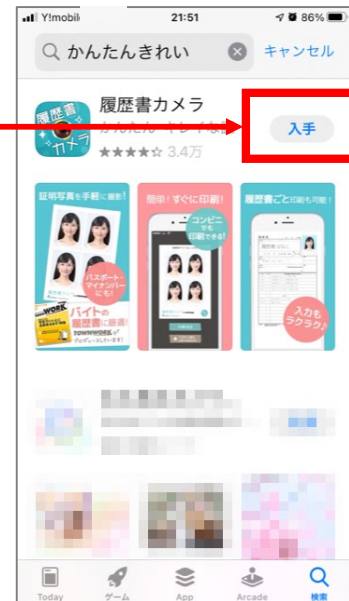 Y!mobil 21:51 86%
かんたんきれい キャンセル
履歴書カメラ
履歴書
カメラ
入手
★★★★☆ 3.4万
証明写真を手軽に撮影!
パスポート・
マイナンバー
にも!
バイトの
履歴書に最適!
TOWNWORK
簡単!すぐに印刷!
コンビニ
でも
印刷できる!
履歴書ごと印刷も可能!
入力も
ラクラク♪
Today ゲーム App Arcade 検索